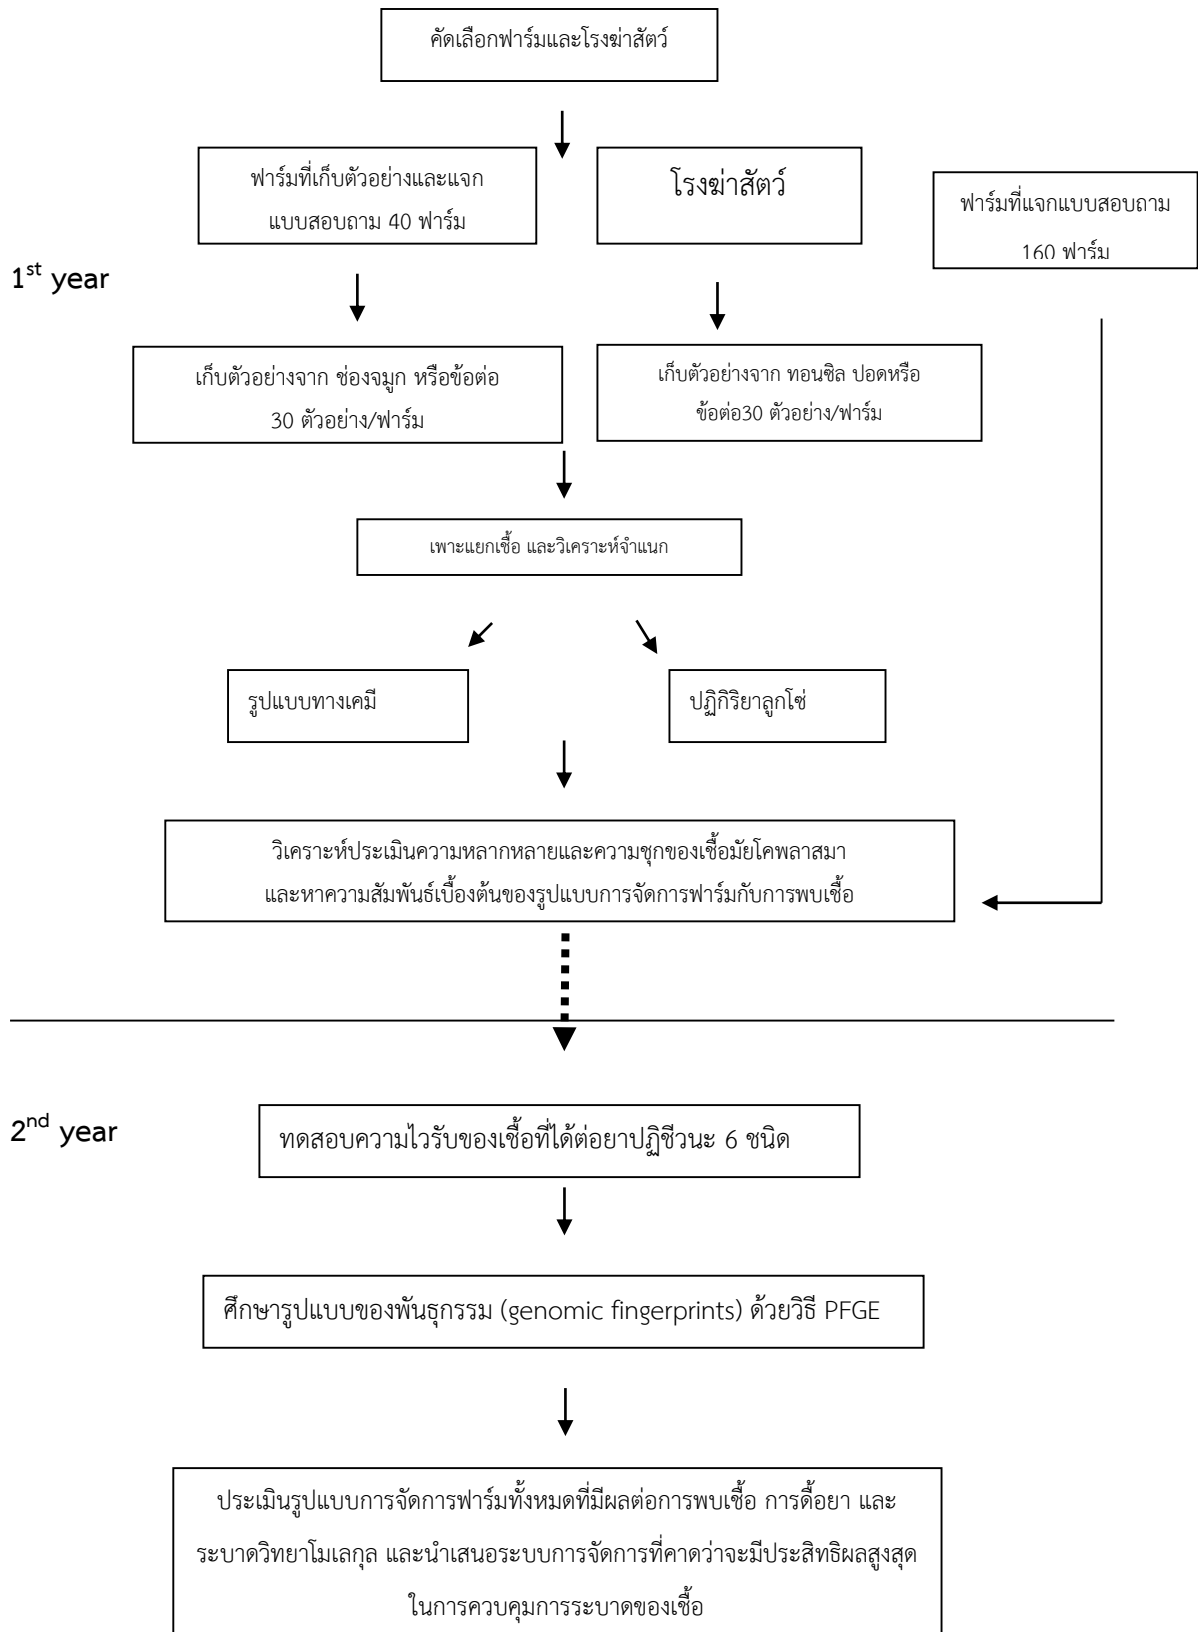 คัดเลือกฟาร์มและโรงฆ่าสัตว์
ฟาร์มที่เก็บตัวอย่างและแจก
แบบสอบถาม 40 ฟาร์ม
โรงฆ่าสัตว์
ฟาร์มที่แจกแบบสอบถาม
160 ฟาร์ม
1st year
เก็บตัวอย่างจาก ช่องจมูก หรือข้อต่อ
30 ตัวอย่าง/ฟาร์ม
เก็บตัวอย่างจาก ทอนซิล ปอดหรือ
ข้อต่อ30 ตัวอย่าง/ฟาร์ม
เพาะแยกเชื้อ และวิเคราะห์จำแนก
รูปแบบทางเคมี
ปฏิกิริยาลูกโซ่
วิเคราะห์ประเมินความหลากหลายและความชุกของเชื้อมัยโคพลาสมา
และหาความสัมพันธ์เบื้องต้นของรูปแบบการจัดการฟาร์มกับการพบเชื้อ
2nd year
ทดสอบความไวรับของเชื้อที่ได้ต่อยาปฏิชีวนะ 6 ชนิด
ศึกษารูปแบบของพันธุกรรม (genomic fingerprints) ด้วยวิธี PFGE
ประเมินรูปแบบการจัดการฟาร์มทั้งหมดที่มีผลต่อการพบเชื้อ การดื้อยา และ
ระบาดวิทยาโมเลกุล และนำเสนอระบบการจัดการที่คาดว่าจะมีประสิทธิผลสูงสุด
ในการควบคุมการระบาดของเชื้อ